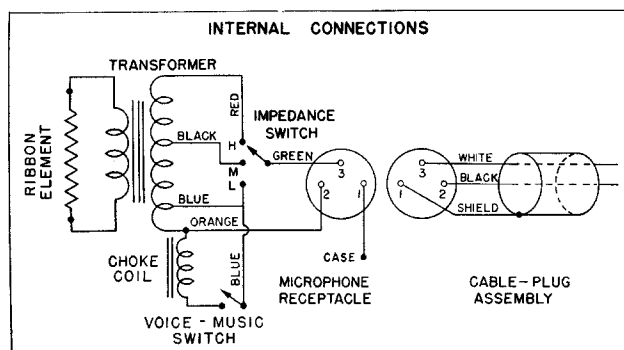 INTERNAL CONNECTIONS
TRANSFORMER
RIBBON
ELEMENT
RED
IMPEDANCE
SWITCH
H
BLACK
M
GREEN
L
BLUE
ORANGE
3
2
1
CASE
CHOKE
COIL
BLUE
VOICE - MUSIC
SWITCH
MICROPHONE
RECEPTACLE
3
1
2
WHITE
BLACK
SHIELD
CABLE-PLUG
ASSEMBLY